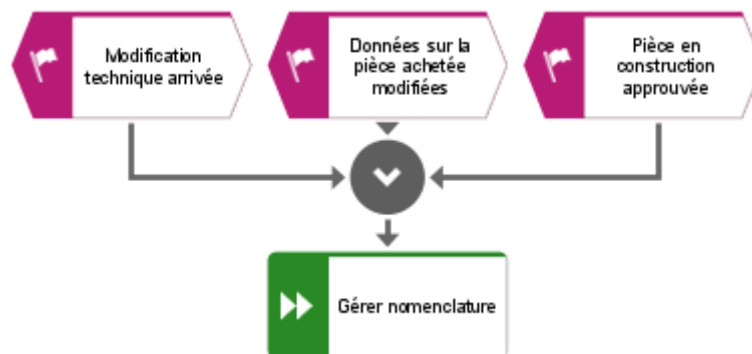 Modification
technique arrivée
Données sur la
pièce achetée
modifiées
Pièce en
construction
approuvée
Gérer nomenclature